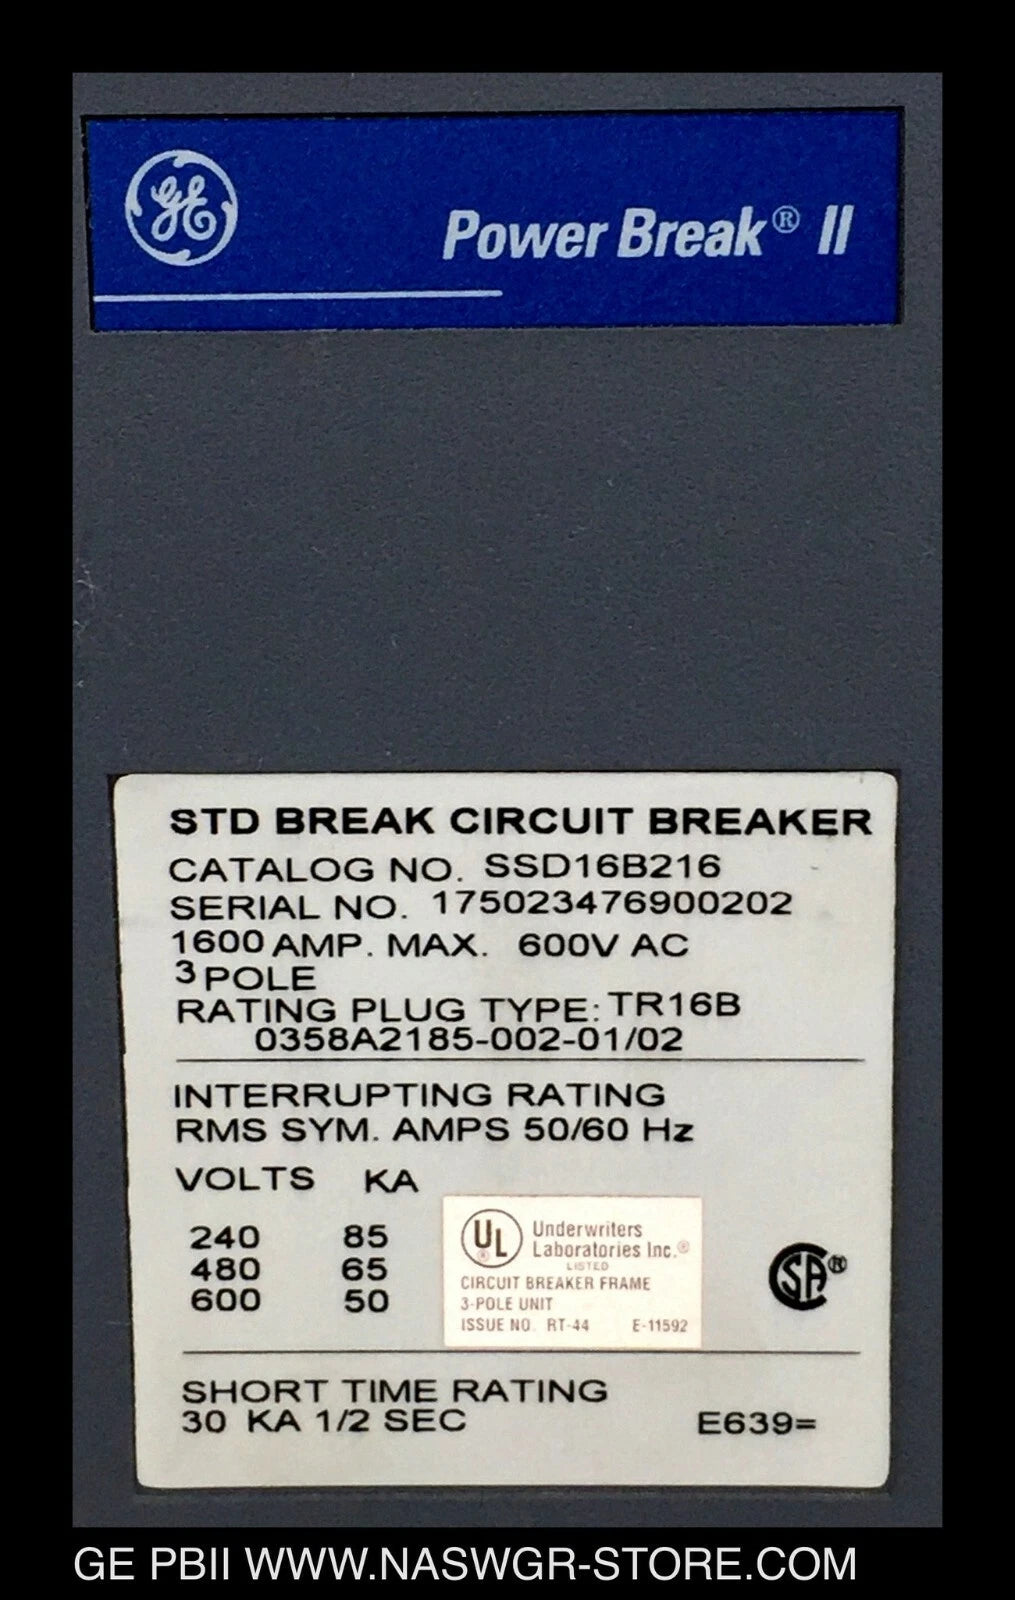 GE
Power Break® II
STD BREAK CIRCUIT BREAKER
CATALOG NO. SSD16B216
SERIAL NO. 175023476900202
1600 AMP. MAX. 600V AC
3 POLE
RATING PLUG TYPE: TR16B
0358A2185-002-01/02
INTERRUPTING RATING
RMS SYM. AMPS 50/60 Hz
VOLTS KA
240 85
480 65
600 50
UL® Underwriters
Laboratories Inc.®
LISTED
CIRCUIT BREAKER FRAME
3-POLE UNIT
ISSUE NO. RT-44 E-11592
SA®
SHORT TIME RATING
30 KA 1/2 SEC E639=
GE PBII WWW.NASWGR-STORE.COM